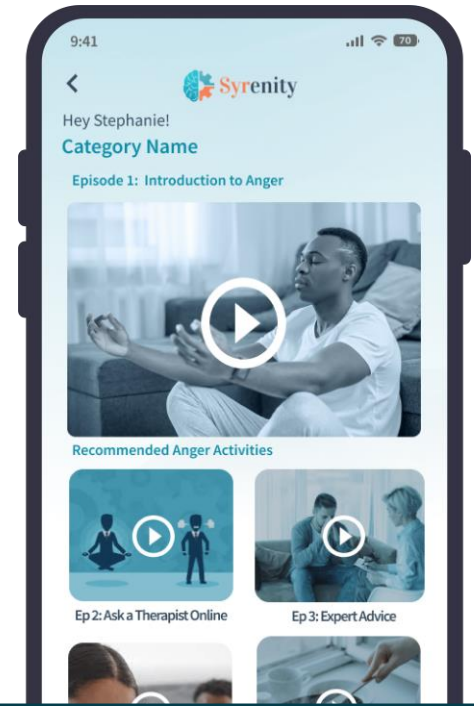 9:41
70
Syrenity
Hey Stephanie!
Category Name
Episode 1: Introduction to Anger
Recommended Anger Activities
Ep 2: Ask a Therapist Online
Ep 3: Expert Advice